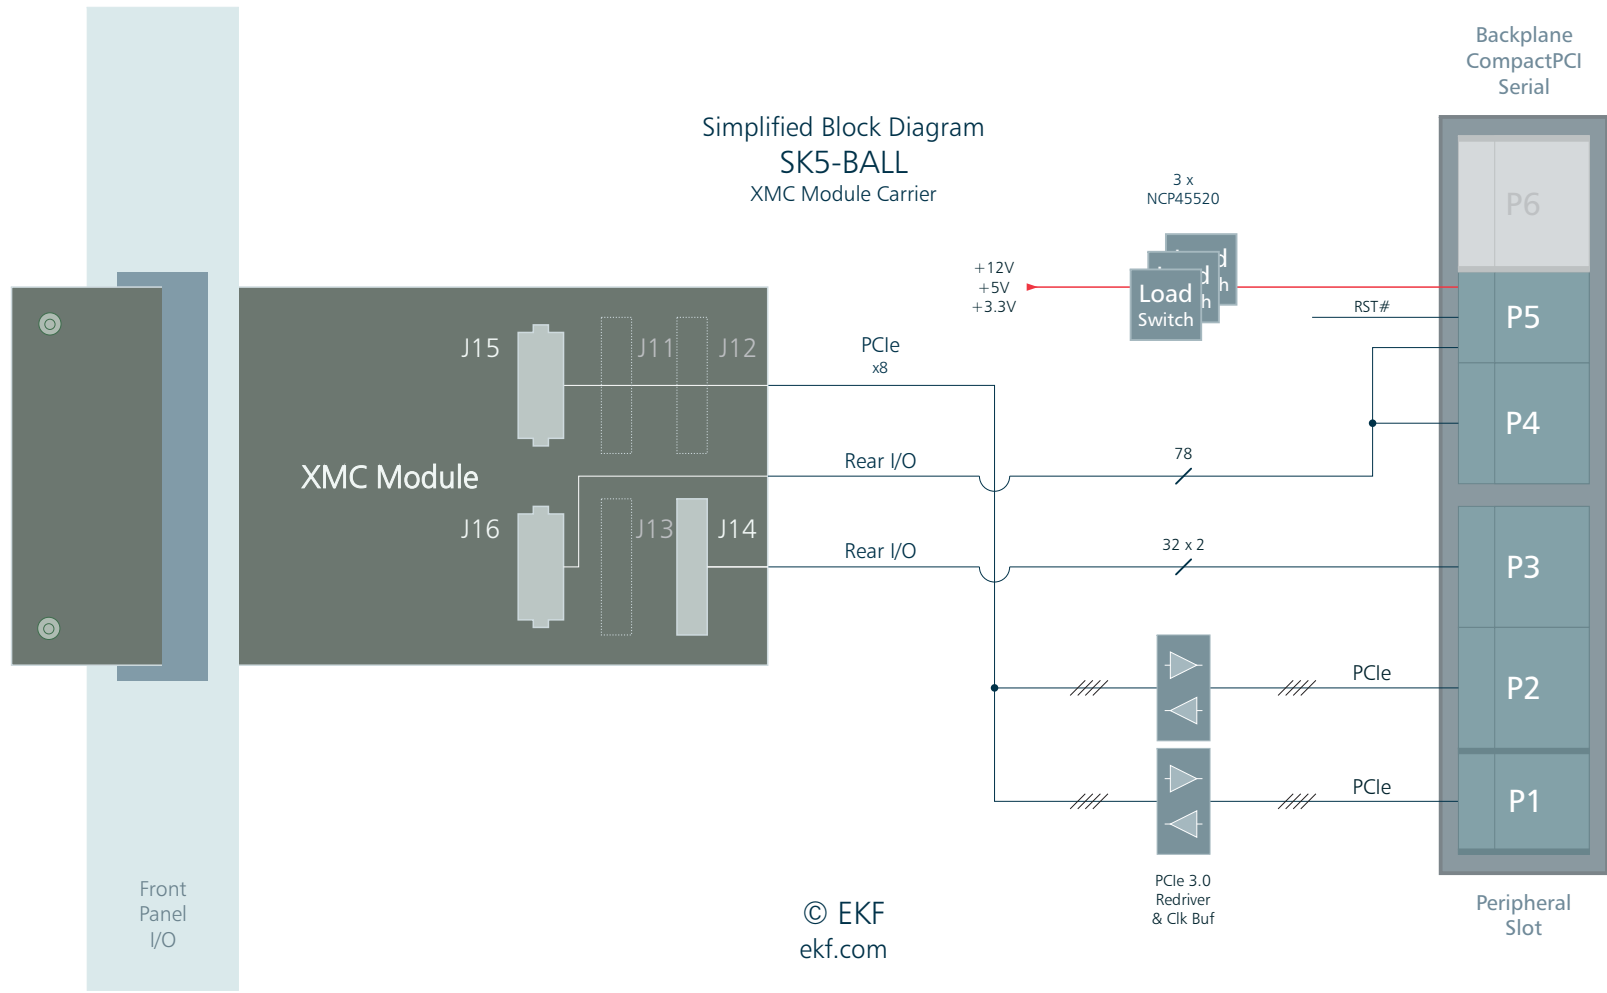 Backplane
CompactPCI
Serial
Simplified Block Diagram
SK5-BALL
XMC Module Carrier
3 x
NCP45520
P6
+12V
+5V
+3.3V
Load
Switch
d
h
d
h
RST#
P5
J15
J11
J12
PCIe
x8
P4
XMC Module
Rear I/O
78
J16
J13
J14
Rear I/O
32 x 2
P3
PCIe
P2
PCIe
P1
PCIe 3.0
Redriver
& Clk Buf
Front
Panel
I/O
© EKF
ekf.com
Peripheral
Slot